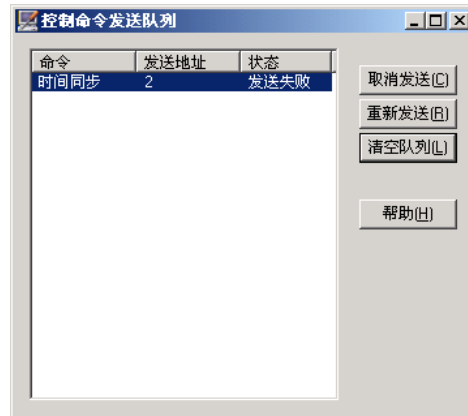 控制命令发送队列
命令 发送地址 状态
时间同步 2 发送失败
取消发送(C)
重新发送(R)
清空队列(L)
帮助(H)